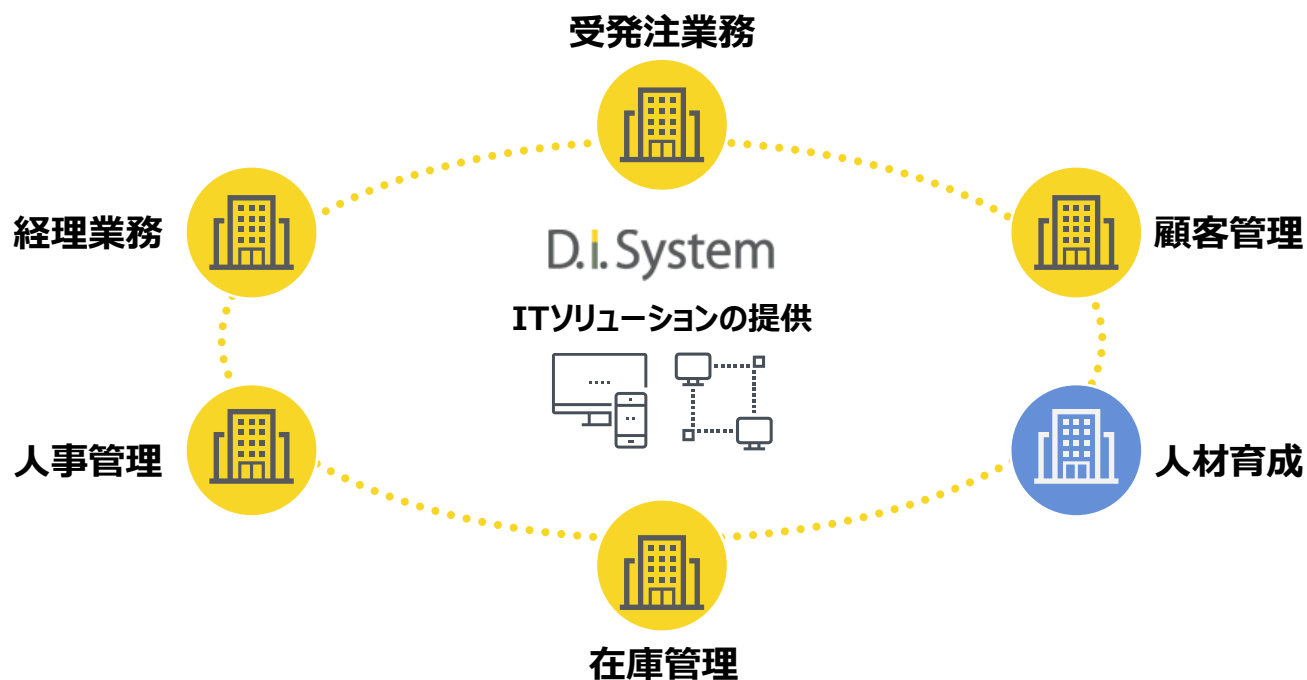 受発注業務
経理業務
顧客管理
D.i.System
ITソリューションの提供
人事管理
人材育成
在庫管理